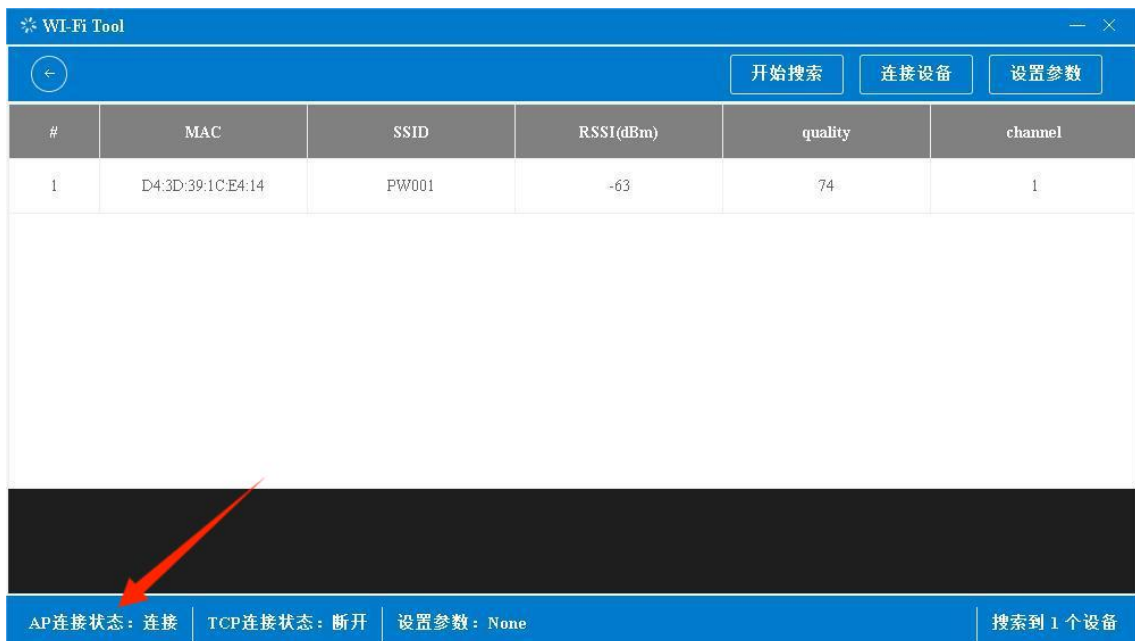 WI-Fi Tool
开始搜索 连接设备 设置参数
# MAC SSID RSSI(dBm) quality channel
1 D4:3D:39:1C:E4:14 PW001 -63 74 1
AP连接状态：连接 TCP连接状态：断开 设置参数：None 搜索到 1 个设备